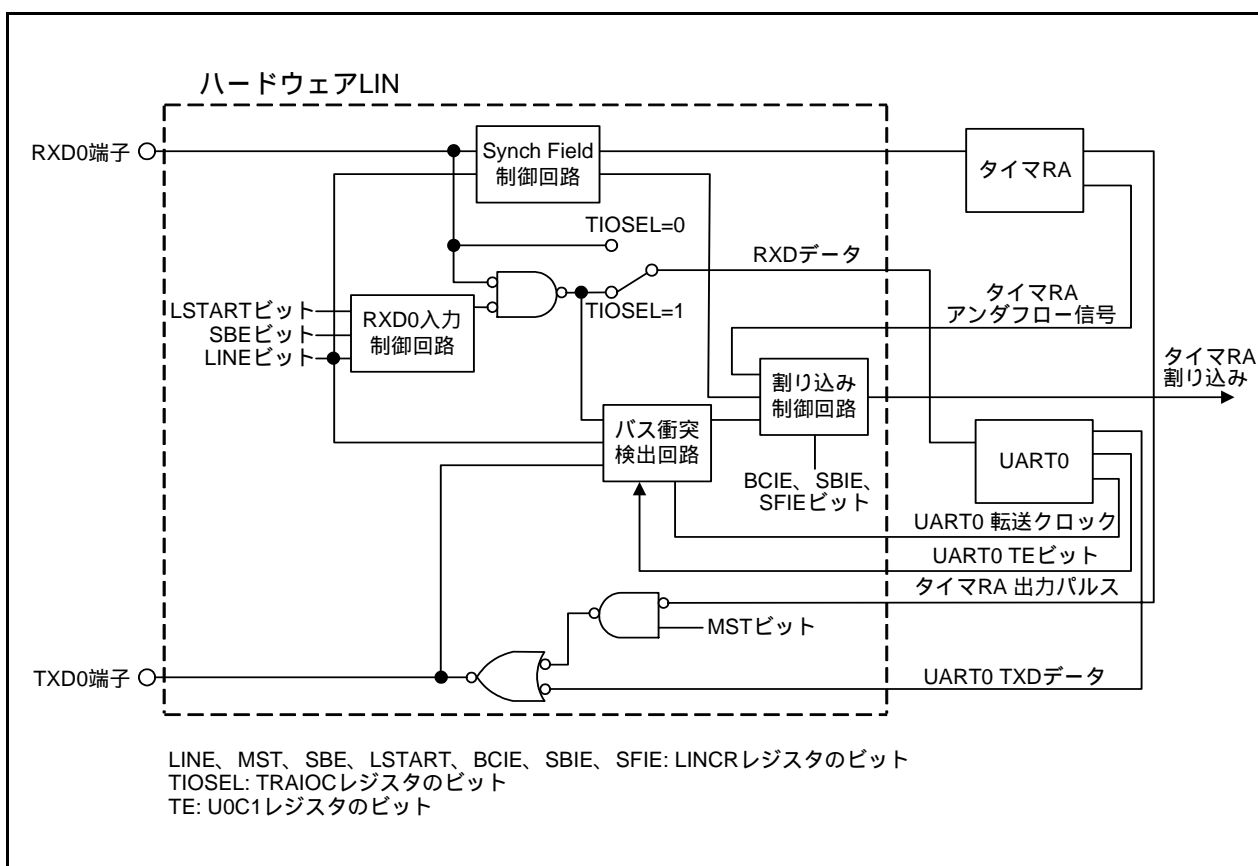 ハードウェアLIN
RXD0端子
Synch Field
制御回路
タイマRA
TIOSEL=0
RXDデータ
TIOSEL=1
タイマRA
アンダフロー信号
LSTARTビット
SBEビット
LINEビット
RXD0入力
制御回路
タイマRA
割り込み
割り込み
制御回路
バス衝突
検出回路
UART0
BCIE、SBIE、
SFIEビット
UART0 転送クロック
UART0 TEビット
タイマRA 出力パルス
MSTビット
TXD0端子
UART0 TXDデータ
LINE、MST、SBE、LSTART、BCIE、SBIE、SFIE: LINCRレジスタのビット
TIOSEL: TRAIOCレジスタのビット
TE: U0C1レジスタのビット